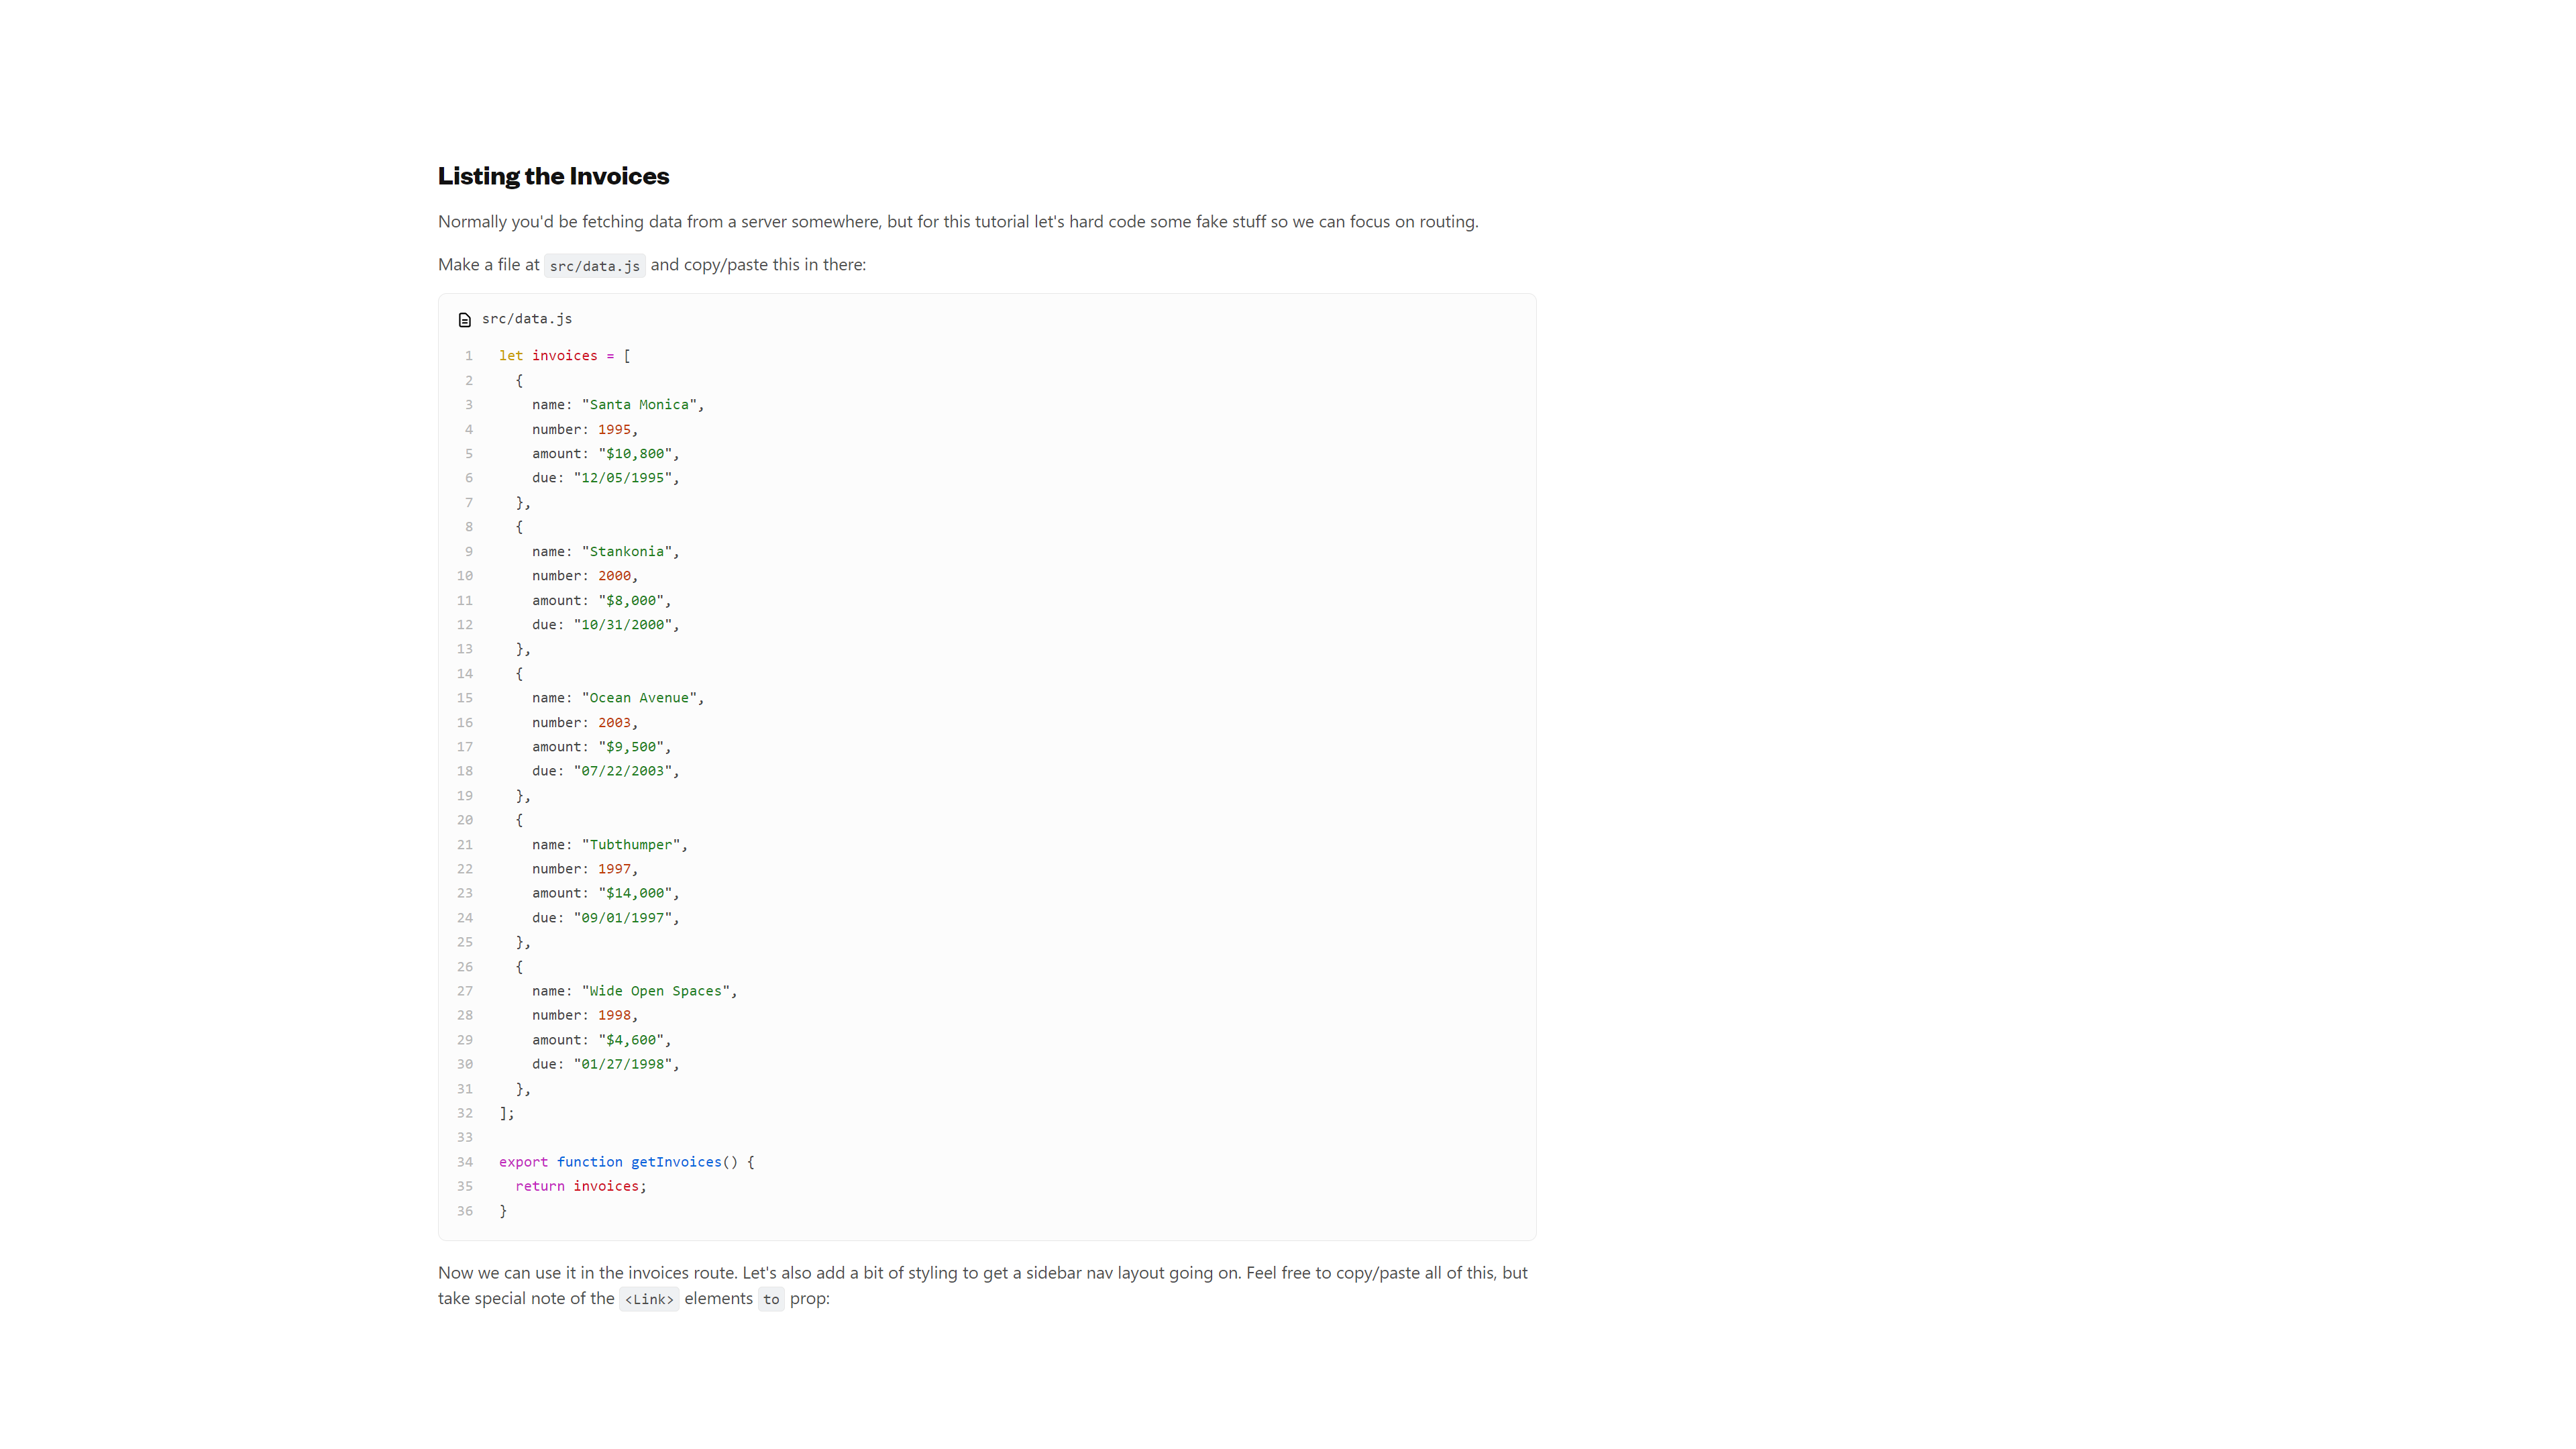 Listing the Invoices
Normally you'd be fetching data from a server somewhere, but for this tutorial let's hard code some fake stuff so we can focus on routing.
Make a file at src/data.js and copy/paste this in there:
src/data.js
1 let invoices = [
2   {
3     name: "Santa Monica",
4     number: 1995,
5     amount: "$10,800",
6     due: "12/05/1995",
7   },
8   {
9     name: "Stankonia",
10     number: 2000,
11     amount: "$8,000",
12     due: "10/31/2000",
13   },
14   {
15     name: "Ocean Avenue",
16     number: 2003,
17     amount: "$9,500",
18     due: "07/22/2003",
19   },
20   {
21     name: "Tubthumper",
22     number: 1997,
23     amount: "$14,000",
24     due: "09/01/1997",
25   },
26   {
27     name: "Wide Open Spaces",
28     number: 1998,
29     amount: "$4,600",
30     due: "01/27/1998",
31   },
32 ];
33
34 export function getInvoices() {
35   return invoices;
36 }
Now we can use it in the invoices route. Let's also add a bit of styling to get a sidebar nav layout going on. Feel free to copy/paste all of this, but
take special note of the <Link> elements to prop: